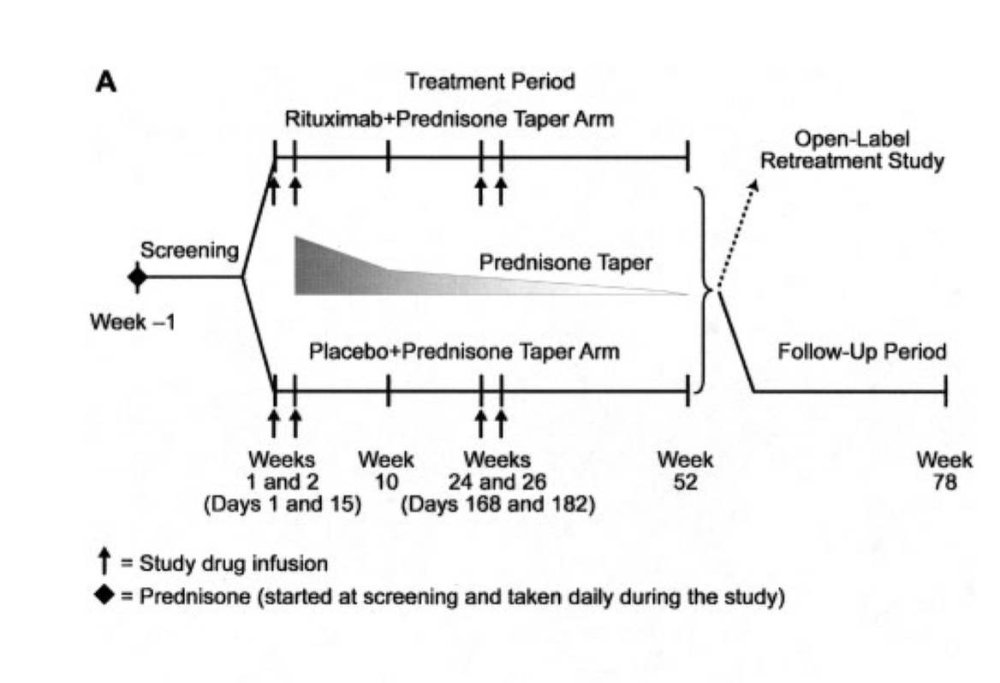 A
Treatment Period
Rituximab+Prednisone Taper Arm
Open-Label
Retreatment Study
Screening
Prednisone Taper
Week –1
Placebo+Prednisone Taper Arm
Follow-Up Period
Weeks
1 and 2
(Days 1 and 15)
Week
10
Weeks
24 and 26
(Days 168 and 182)
Week
52
Week
78
= Study drug infusion
= Prednisone (started at screening and taken daily during the study)